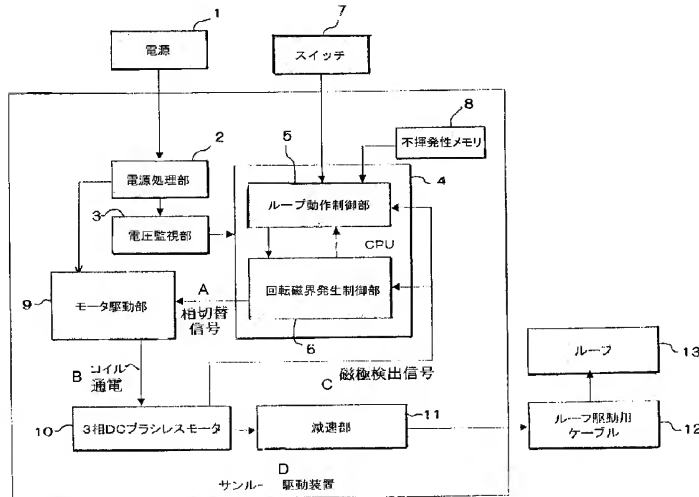 1
電源
7
スイッチ
8
不揮発性メモリ
2
電源処理部
5
4
ループ動作制御部
3
電圧監視部
CPU
A
回転磁界発生制御部
9
モータ駆動部
相切替
信号
6
ルーフ
13
B
コイル
通電
磁極検出信号
C
11
10
3相DCブラシレスモータ
減速部
ルーフ駆動用
ケーブル
12
D
サンルー 駆動装置